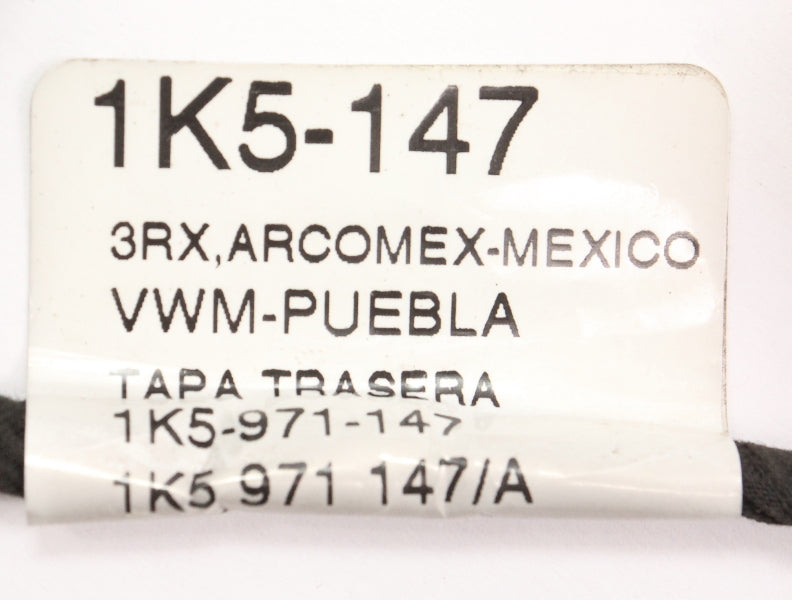 1K5-147
3RX,ARCOMEX-MEXICO
VWM-PUEBLA
TAPA TRASERA
1K5-971-147
1K5 971 147/A